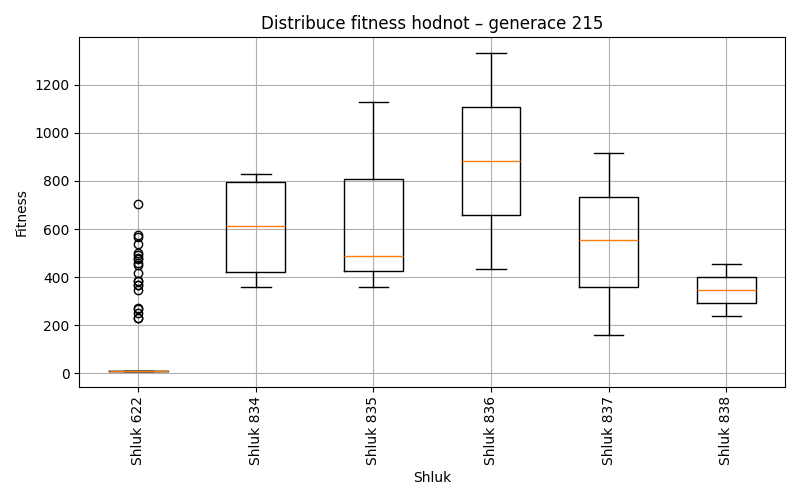 Distribuce fitness hodnot – generace 215
Fitness
1200
1000
800
600
400
200
0
Shluk 622
Shluk 834
Shluk 835
Shluk 836
Shluk 837
Shluk 838
Shluk